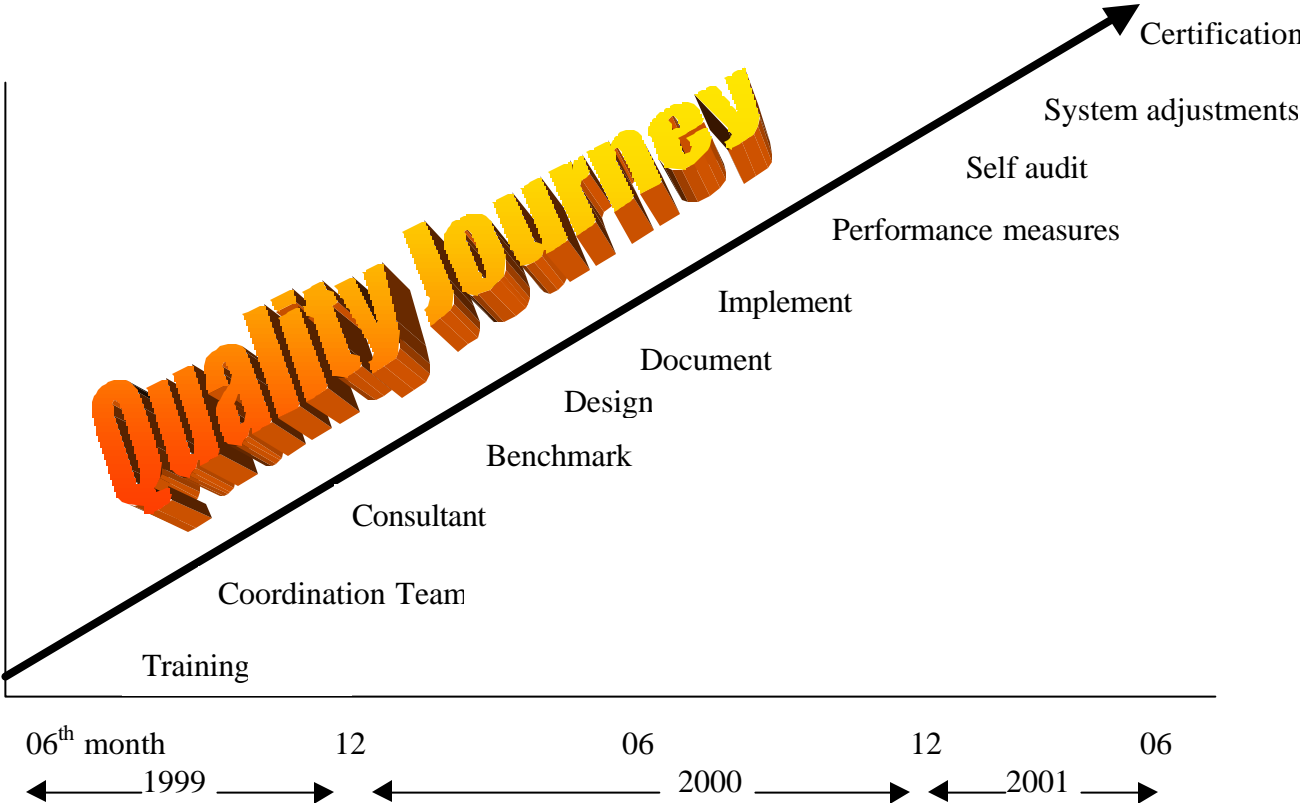 Certification
System adjustments
Self audit
Quality Journey
Performance measures
Implement
Document
Design
Benchmark
Consultant
Coordination Team
Training
06th month 12 06 12 06
1999 2000 2001